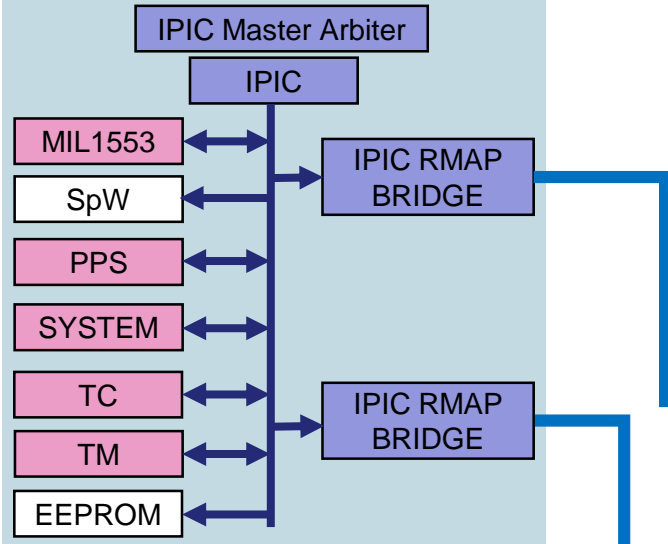 IPIC Master Arbiter
IPIC
MIL1553
SpW
PPS
SYSTEM
TC
TM
EEPROM
IPIC RMAP
BRIDGE
IPIC RMAP
BRIDGE